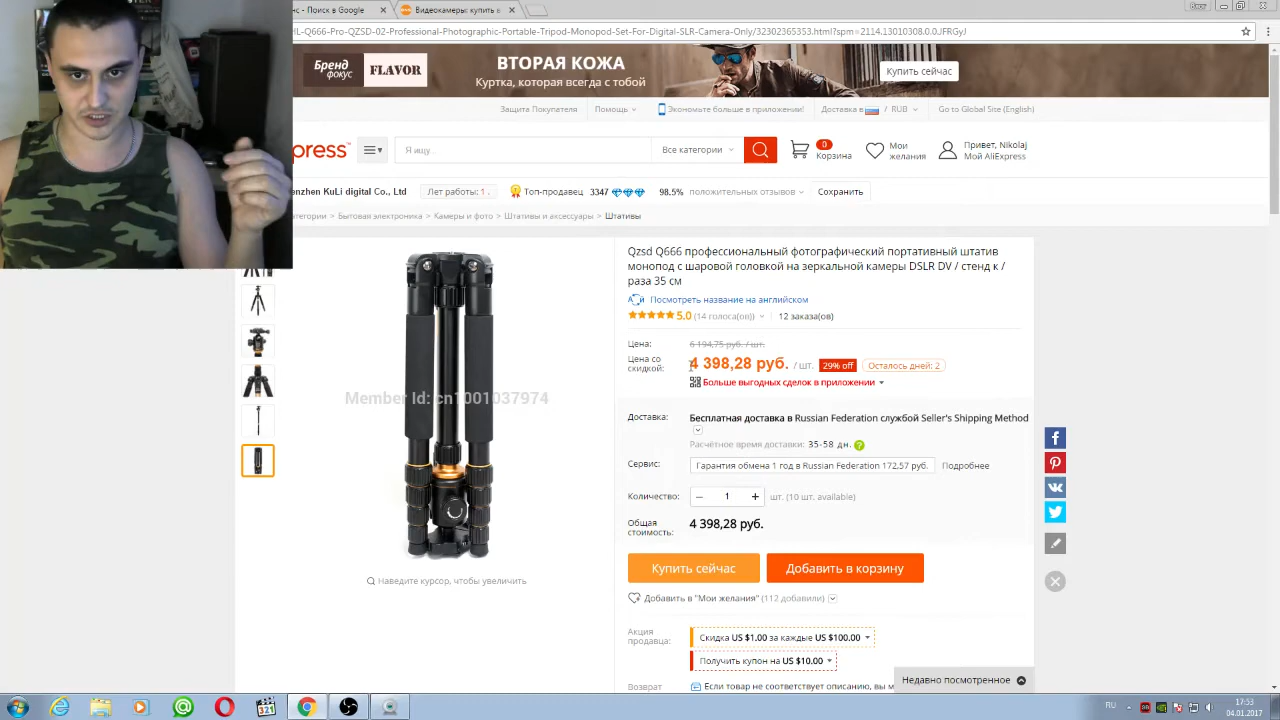 - Поиск в Google
Видеокамеры купить в
HL-Q666-Pro-QZSD-02-Professional-Photographic-Portable-Tripod-Monopod-Set-For-Digital-SLR-Camera-Only/32302365353.html?spm=2114.13010308.0.0.JFRGyJ
Бренд фокус
FLAVOR
ВТОРАЯ КОЖА
Куртка, которая всегда с тобой
Купить сейчас
Защита Покупателя
Помощь
Экономьте больше в приложении!
Доставка в / RUB
Go to Global Site (English)
press
Я ищу...
Все категории
0
Корзина
Мои желания
Привет, Nikolaj
Мой AliExpress
enzhen KuLi digital Co., Ltd
Лет работы: 1 .
Топ-продавец 3347
98.5% положительных отзывов
Сохранить
тегории > Бытовая электроника > Камеры и фото > Штативы и аксессуары > Штативы
Qzsd Q666 профессиональный фотографический портативный штатив
монопод с шаровой головкой на зеркальной камеры DSLR DV / стенд к /
раза 35 см
Посмотреть название на английском
5.0 (14 голоса(ов)) 12 заказа(ов)
Цена: 6 194,75 руб. / шт.
Цена со скидкой: 4 398,28 руб. / шт. 29% off Осталось дней: 2
Больше выгодных сделок в приложении
Member Id: cn1001037974
Доставка: Бесплатная доставка в Russian Federation службой Seller's Shipping Method
Расчётное время доставки: 35-58 дн. ?
Сервис: Гарантия обмена 1 год в Russian Federation 172.57 руб. Подробнее
Количество: − 1 + шт. (10 шт. available)
Общая стоимость: 4 398,28 руб.
Купить сейчас
Добавить в корзину
Наведите курсор, чтобы увеличить
Добавить в "Мои желания" (112 добавили)
Акция продавца: Скидка US $1.00 за каждые US $100.00
Получить купон на US $10.00
Недавно просмотренное
Возврат Если товар не соответствует описанию, вы м
RU
17:53
04.01.2017